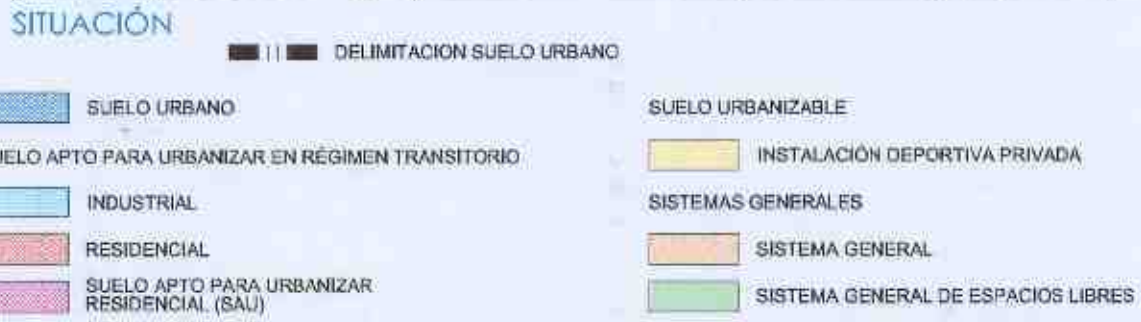 SITUACIÓN
DELIMITACION SUELO URBANO
SUELO URBANO
UELO APTO PARA URBANIZAR EN RÉGIMEN TRANSITORIO
INDUSTRIAL
RESIDENCIAL
SUELO APTO PARA URBANIZAR
RESIDENCIAL (SAU)
SUELO URBANIZABLE
INSTALACIÓN DEPORTIVA PRIVADA
SISTEMAS GENERALES
SISTEMA GENERAL
SISTEMA GENERAL DE ESPACIOS LIBRES